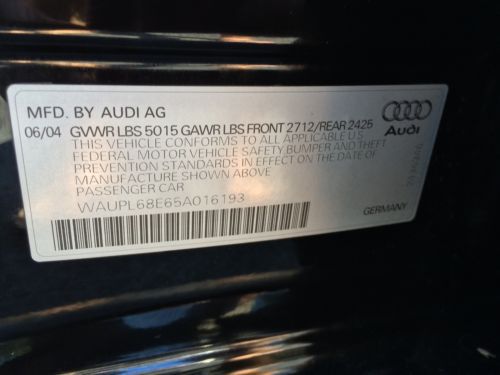 MFD. BY AUDI AG
06/04 GVWR LBS 5015 GAWR LBS FRONT 2712/REAR 2425
THIS VEHICLE CONFORMS TO ALL APPLICABLE U.S.
FEDERAL MOTOR VEHICLE SAFETY BUMPER AND THEFT
PREVENTION STANDARDS IN EFFECT ON THE DATE OF
MANUFACTURE SHOWN ABOVE
PASSENGER CAR
WAUPL68E65A016193
Audi
GERMANY